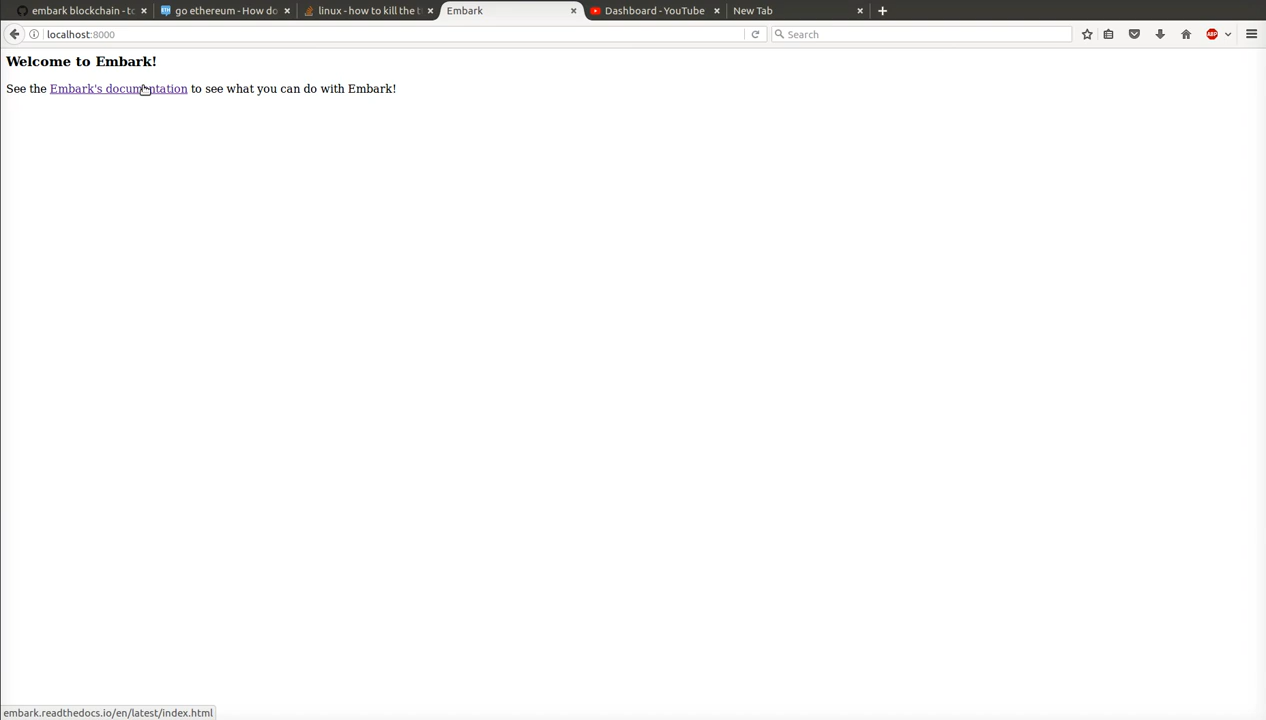 embark blockchain - to
go ethereum - How do
linux - how to kill the t
Embark
Dashboard - YouTube
New Tab
localhost:8000
Search
ABP
Welcome to Embark!
See the Embark's documentation to see what you can do with Embark!
embark.readthedocs.io/en/latest/index.html